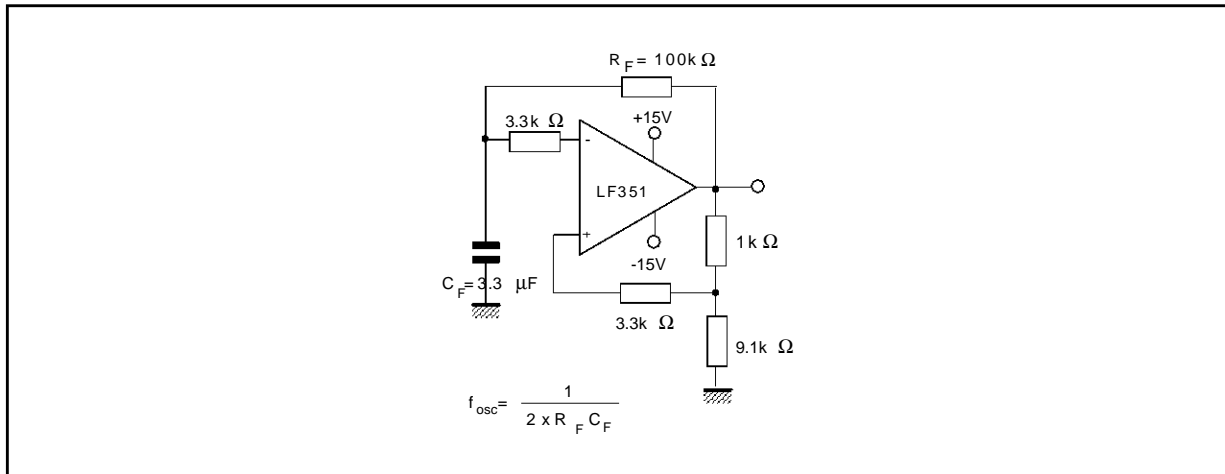 R F = 100k Ω
3.3k Ω
+15V
-
LF351
+
-15V
1k Ω
C F = 3.3 μF
3.3k Ω
9.1k Ω
f osc = 1
2 x R F C F